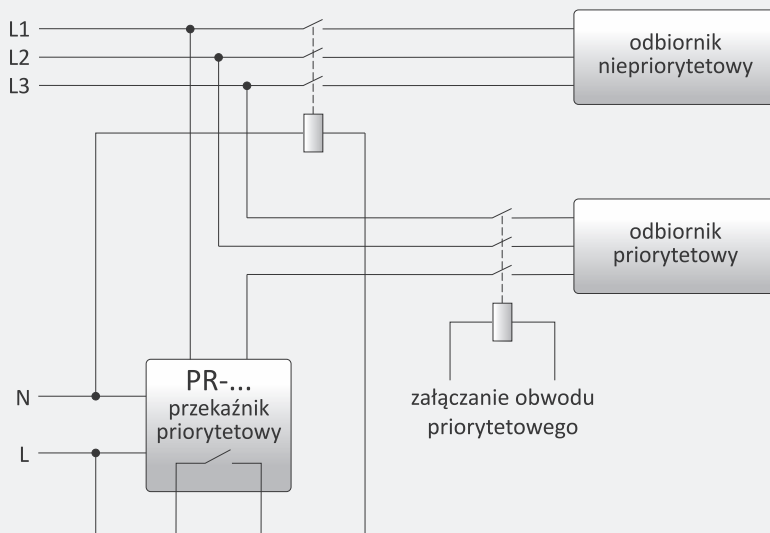 L1
L2
L3
odbiornik
niepriorytetowy
odbiornik
priorytetowy
załączanie obwodu
priorytetowego
N
L
PR-...
przekaźnik
priorytetowy